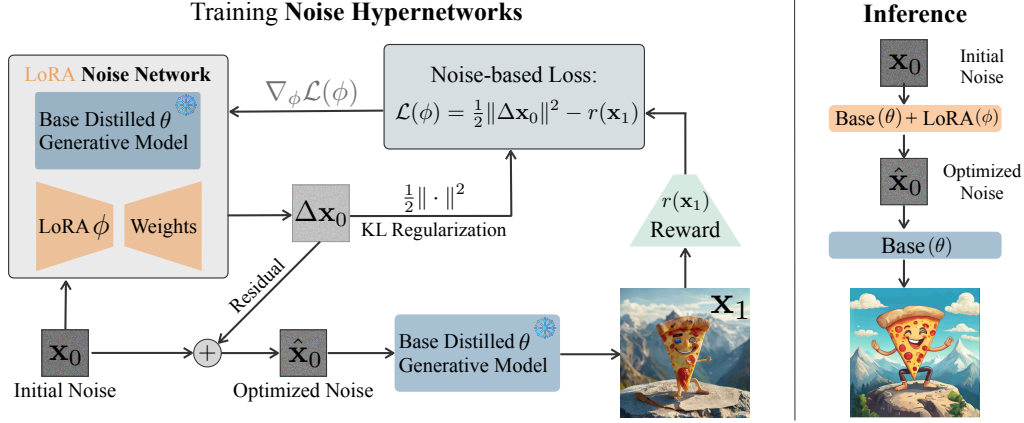 Training Noise Hypernetworks
LoRA Noise Network
Base Distilled θ
Generative Model
LoRA ϕ
Weights
∇ϕℒ(ϕ)
Noise-based Loss:
ℒ(ϕ) = ½‖Δx₀‖² − r(x₁)
Δx₀
½‖ · ‖²
KL Regularization
r(x₁)
Reward
Residual
x₀
Initial Noise
+
x̂₀
Optimized Noise
Base Distilled θ
Generative Model
x₁
Inference
x₀
Initial
Noise
Base(θ) + LoRA(ϕ)
x̂₀
Optimized
Noise
Base(θ)